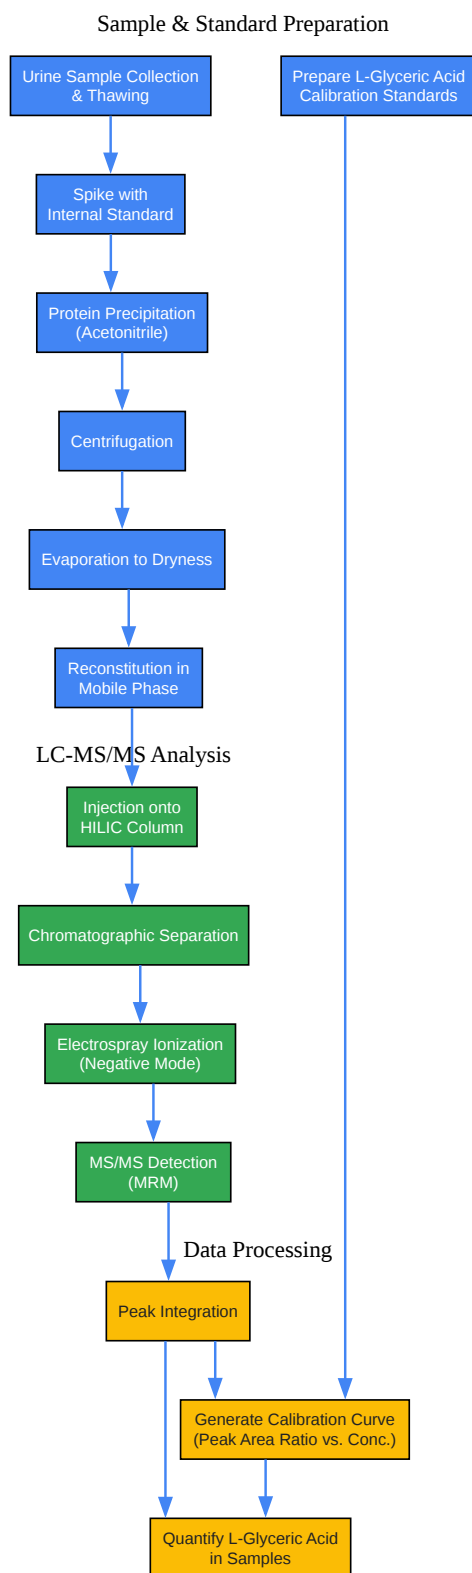 Sample & Standard Preparation
Urine Sample Collection
& Thawing
Prepare L-Glyceric Acid
Calibration Standards
Spike with
Internal Standard
Protein Precipitation
(Acetonitrile)
Centrifugation
Evaporation to Dryness
Reconstitution in
Mobile Phase
LC-MS/MS Analysis
Injection onto
HILIC Column
Chromatographic Separation
Electrospray Ionization
(Negative Mode)
MS/MS Detection
(MRM)
Data Processing
Peak Integration
Generate Calibration Curve
(Peak Area Ratio vs. Conc.)
Quantify L-Glyceric Acid
in Samples